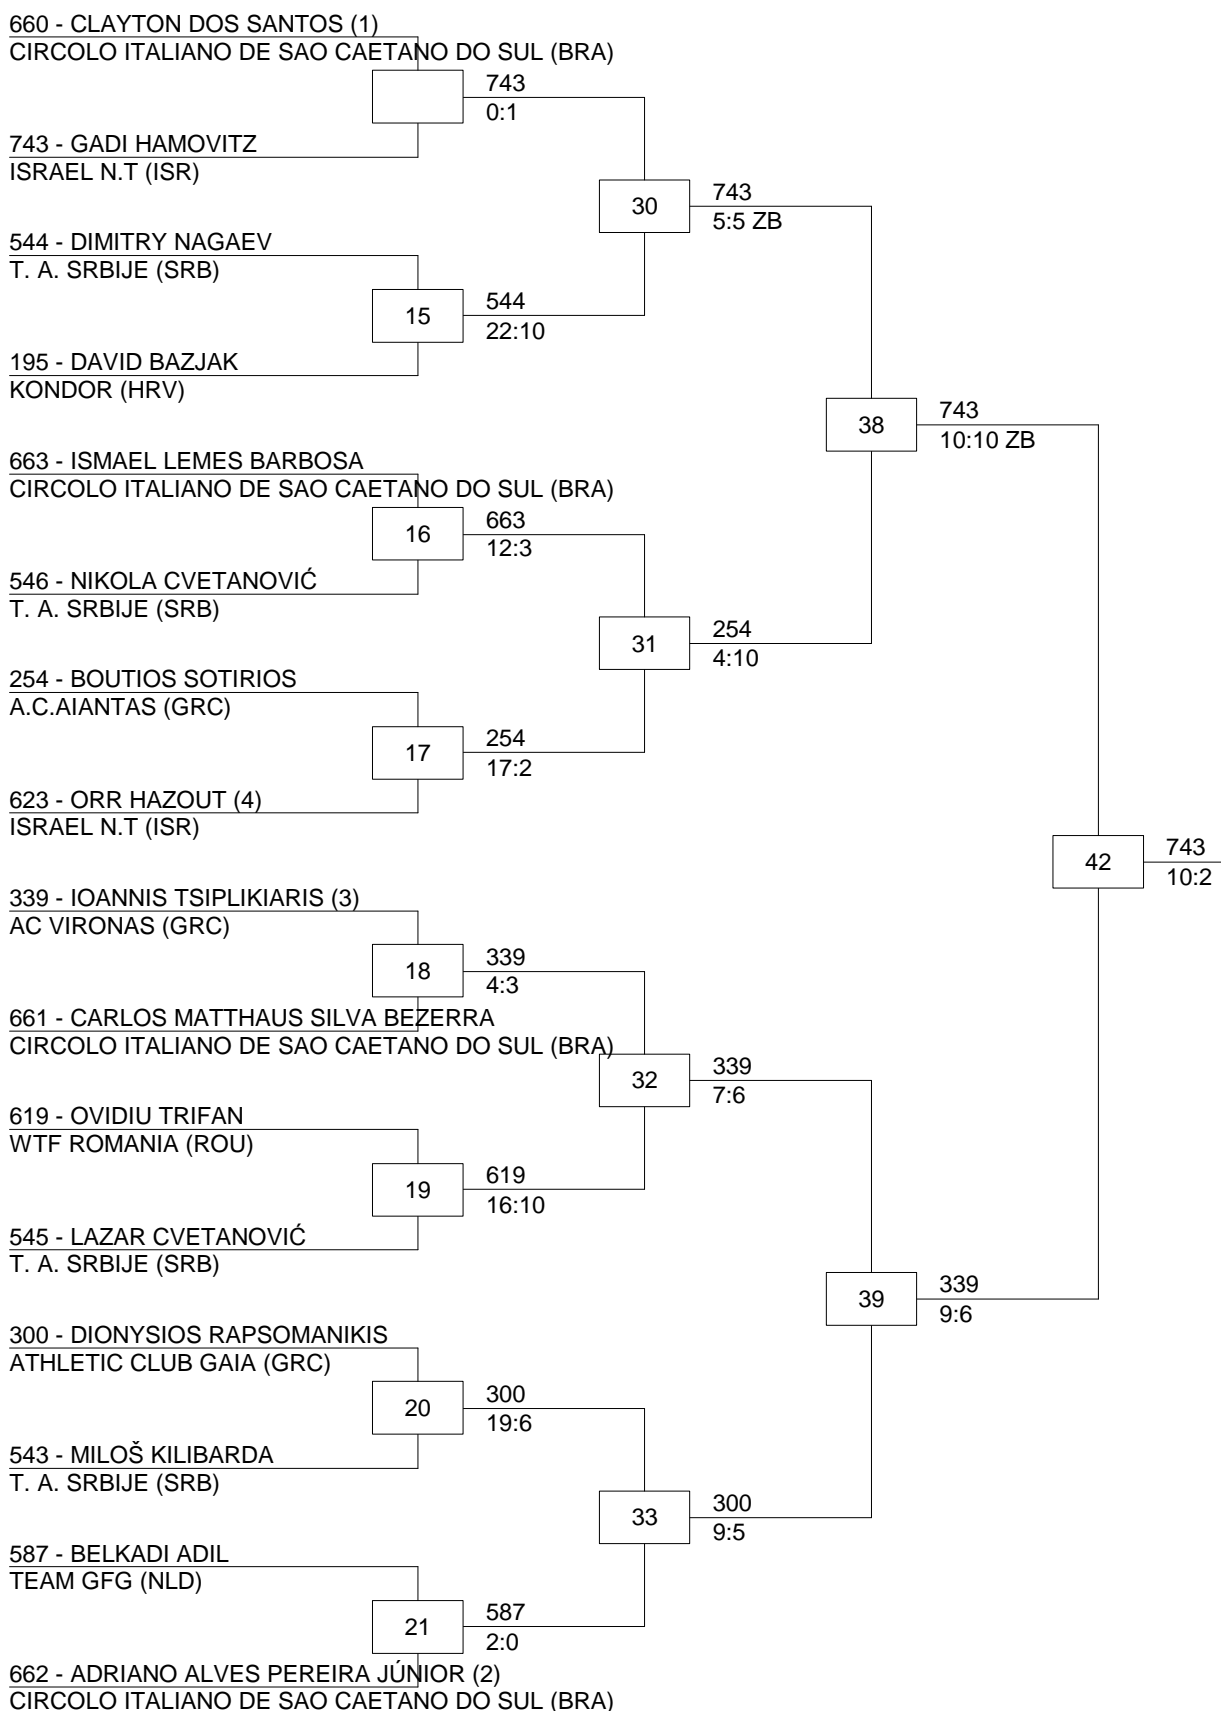 660 - CLAYTON DOS SANTOS (1)
CIRCOLO ITALIANO DE SAO CAETANO DO SUL (BRA)
743
0:1
743 - GADI HAMOVITZ
ISRAEL N.T (ISR)
30
743
5:5 ZB
544 - DIMITRY NAGAEV
T. A. SRBIJE (SRB)
15
544
22:10
195 - DAVID BAZJAK
KONDOR (HRV)
38
743
10:10 ZB
663 - ISMAEL LEMES BARBOSA
CIRCOLO ITALIANO DE SAO CAETANO DO SUL (BRA)
16
663
12:3
546 - NIKOLA CVETANOVIĆ
T. A. SRBIJE (SRB)
31
254
4:10
254 - BOUTIOS SOTIRIOS
A.C.AIANTAS (GRC)
17
254
17:2
623 - ORR HAZOUT (4)
ISRAEL N.T (ISR)
42
743
10:2
339 - IOANNIS TSIPLIKIARIS (3)
AC VIRONAS (GRC)
18
339
4:3
661 - CARLOS MATTHAUS SILVA BEZERRA
CIRCOLO ITALIANO DE SAO CAETANO DO SUL (BRA)
32
339
7:6
619 - OVIDIU TRIFAN
WTF ROMANIA (ROU)
19
619
16:10
545 - LAZAR CVETANOVIĆ
T. A. SRBIJE (SRB)
39
339
9:6
300 - DIONYSIOS RAPSOMANIKIS
ATHLETIC CLUB GAIA (GRC)
20
300
19:6
543 - MILOŠ KILIBARDA
T. A. SRBIJE (SRB)
33
300
9:5
587 - BELKADI ADIL
TEAM GFG (NLD)
21
587
2:0
662 - ADRIANO ALVES PEREIRA JÚNIOR (2)
CIRCOLO ITALIANO DE SAO CAETANO DO SUL (BRA)